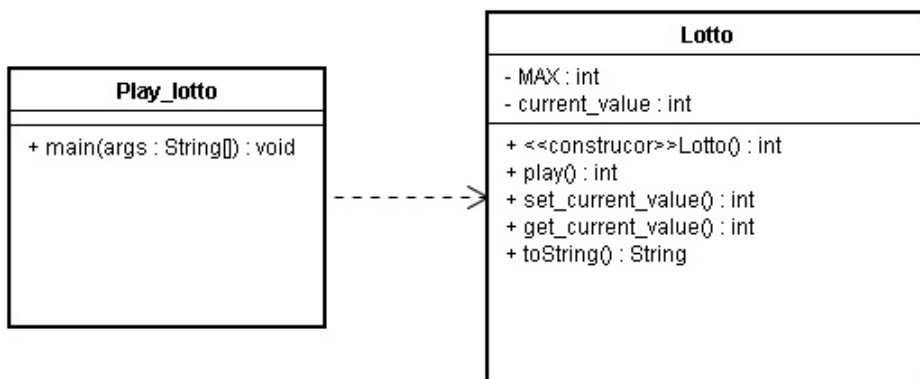 Play_lotto
+ main(args : String[]) : void
Lotto
- MAX : int
- current_value : int
+ <<construcor>>Lotto() : int
+ play() : int
+ set_current_value() : int
+ get_current_value() : int
+ toString() : String